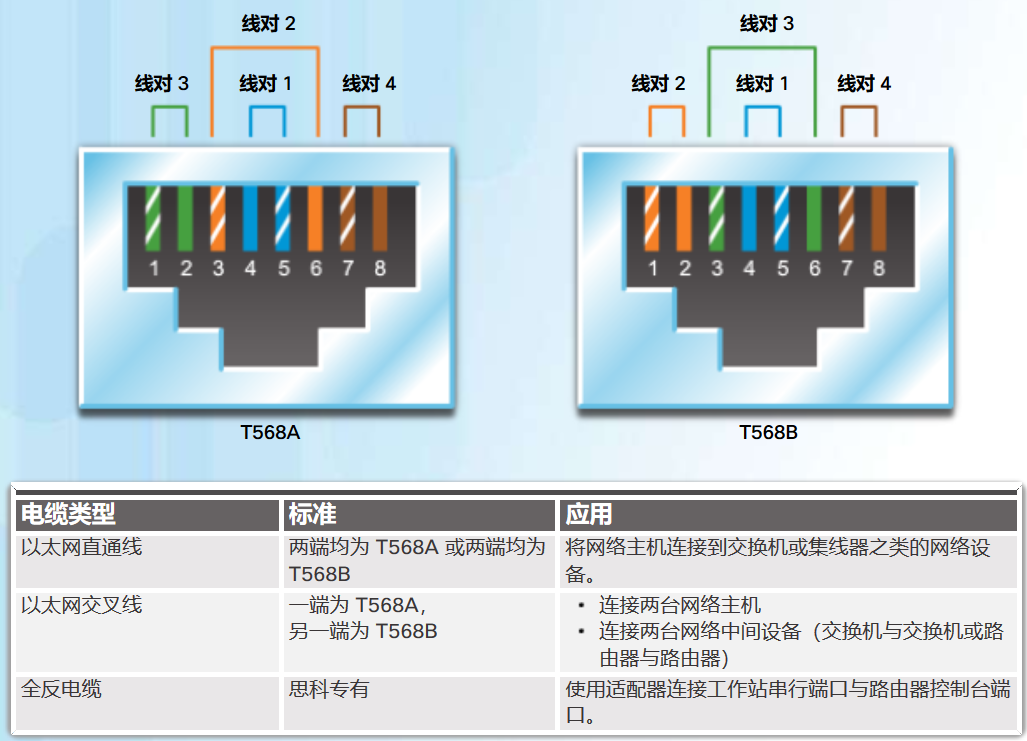 线对 2
线对 3
线对 3
线对 1
线对 4
线对 2
线对 1
线对 4
1 2 3 4 5 6 7 8
1 2 3 4 5 6 7 8
T568A
T568B
电缆类型
标准
应用
以太网直通线
两端均为 T568A 或两端均为
T568B
将网络主机连接到交换机或集线器之类的网络设
备。
以太网交叉线
一端为 T568A,
另一端为 T568B
• 连接两台网络主机
• 连接两台网络中间设备（交换机与交换机或路
由器与路由器）
全反电缆
思科专有
使用适配器连接工作站串行端口与路由器控制台端
口。